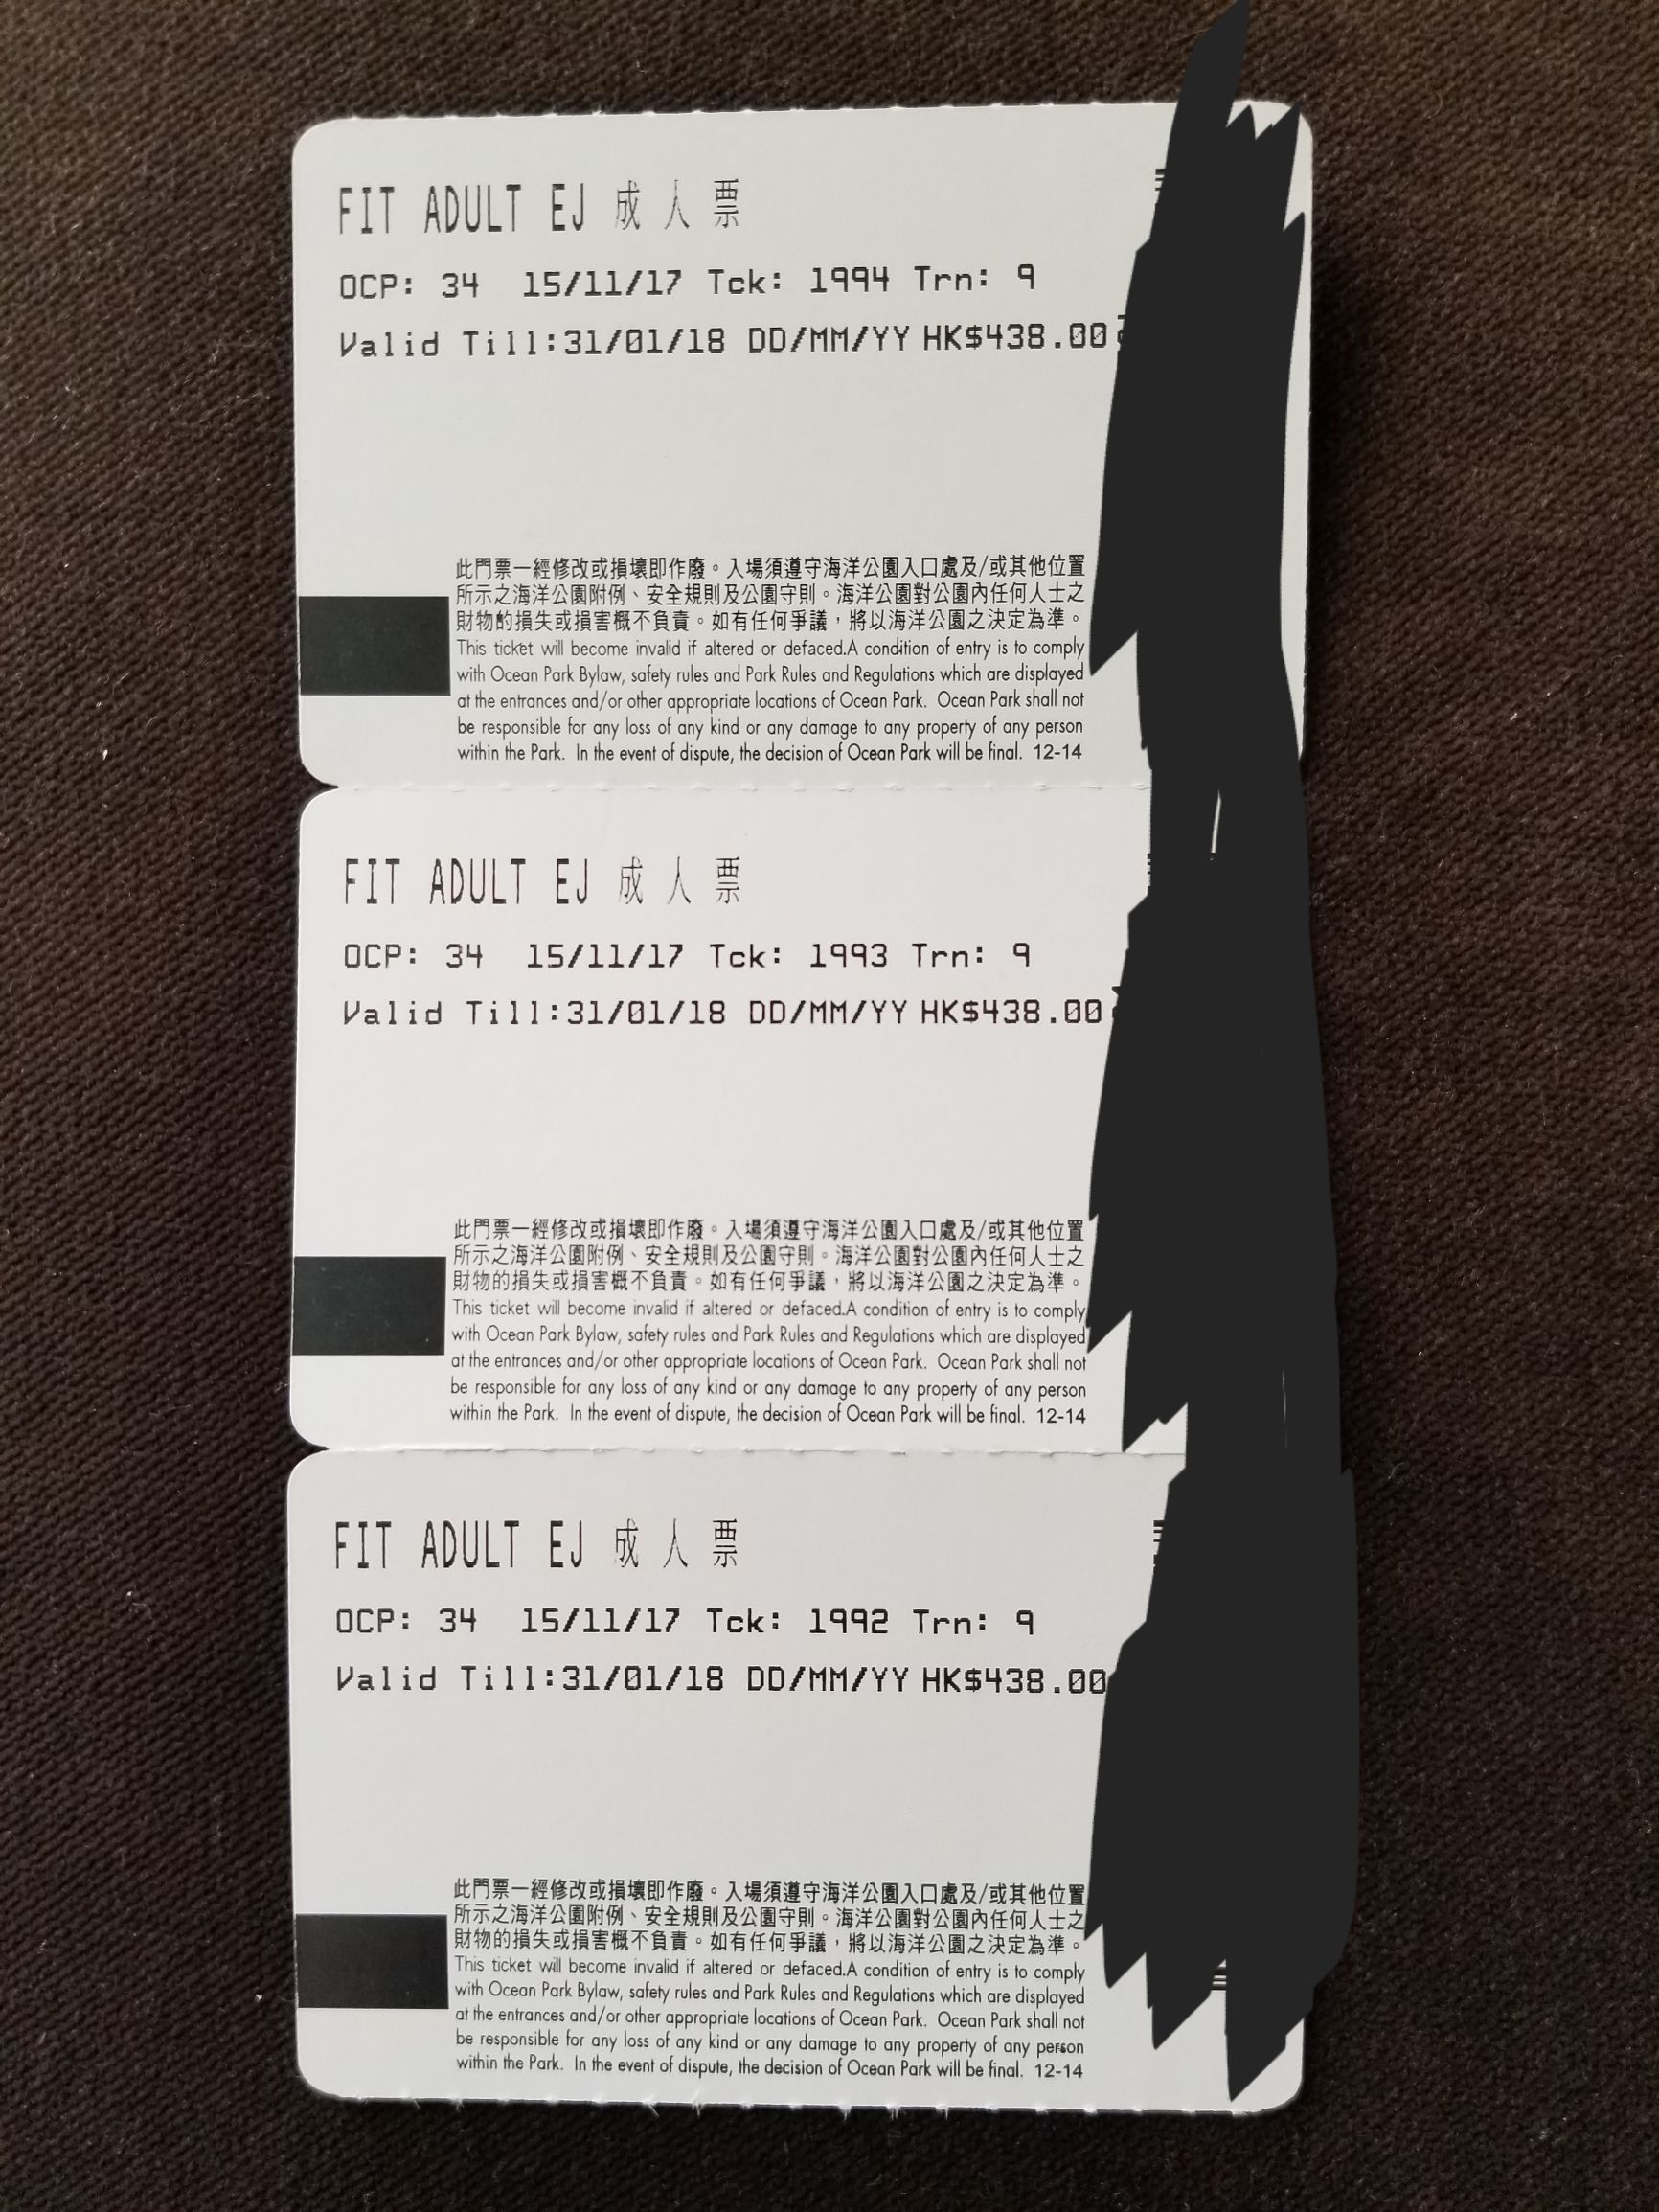 FIT ADULT EJ 成人票
OCP: 34 15/11/17 Tck: 1994 Trn: 9
Valid Till:31/01/18 DD/MM/YY HK$438.00
此門票一經修改或損壞即作廢。入場須遵守海洋公園入口處及/或其他位置
所示之海洋公園附例、安全規則及公園守則。海洋公園對公園內任何人士之
財物的損失或損害概不負責。如有任何爭議，將以海洋公園之決定為準。
This ticket will become invalid if altered or defaced.A condition of entry is to comply
with Ocean Park Bylaw, safety rules and Park Rules and Regulations which are displayed
at the entrances and/or other appropriate locations of Ocean Park. Ocean Park shall not
be responsible for any loss of any kind or any damage to any property of any person
within the Park. In the event of dispute, the decision of Ocean Park will be final. 12-14
FIT ADULT EJ 成人票
OCP: 34 15/11/17 Tck: 1993 Trn: 9
Valid Till:31/01/18 DD/MM/YY HK$438.00
此門票一經修改或損壞即作廢。入場須遵守海洋公園入口處及/或其他位置
所示之海洋公園附例、安全規則及公園守則。海洋公園對公園內任何人士之
財物的損失或損害概不負責。如有任何爭議，將以海洋公園之決定為準。
This ticket will become invalid if altered or defaced.A condition of entry is to comply
with Ocean Park Bylaw, safety rules and Park Rules and Regulations which are displayed
at the entrances and/or other appropriate locations of Ocean Park. Ocean Park shall not
be responsible for any loss of any kind or any damage to any property of any person
within the Park. In the event of dispute, the decision of Ocean Park will be final. 12-14
FIT ADULT EJ 成人票
OCP: 34 15/11/17 Tck: 1992 Trn: 9
Valid Till:31/01/18 DD/MM/YY HK$438.00
此門票一經修改或損壞即作廢。入場須遵守海洋公園入口處及/或其他位置
所示之海洋公園附例、安全規則及公園守則。海洋公園對公園內任何人士之
財物的損失或損害概不負責。如有任何爭議，將以海洋公園之決定為準。
This ticket will become invalid if altered or defaced.A condition of entry is to comply
with Ocean Park Bylaw, safety rules and Park Rules and Regulations which are displayed
at the entrances and/or other appropriate locations of Ocean Park. Ocean Park shall not
be responsible for any loss of any kind or any damage to any property of any person
within the Park. In the event of dispute, the decision of Ocean Park will be final. 12-14